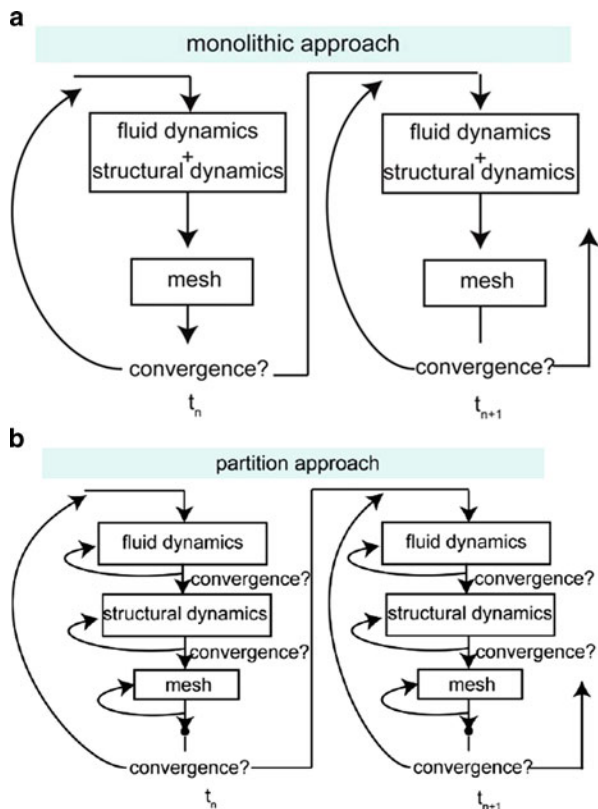 a
monolithic approach
fluid dynamics
+
structural dynamics
fluid dynamics
+
structural dynamics
mesh
mesh
convergence?
convergence?
tn
tn+1
b
partition approach
fluid dynamics
fluid dynamics
convergence?
convergence?
structural dynamics
structural dynamics
convergence?
convergence?
mesh
mesh
convergence?
convergence?
tn
tn+1